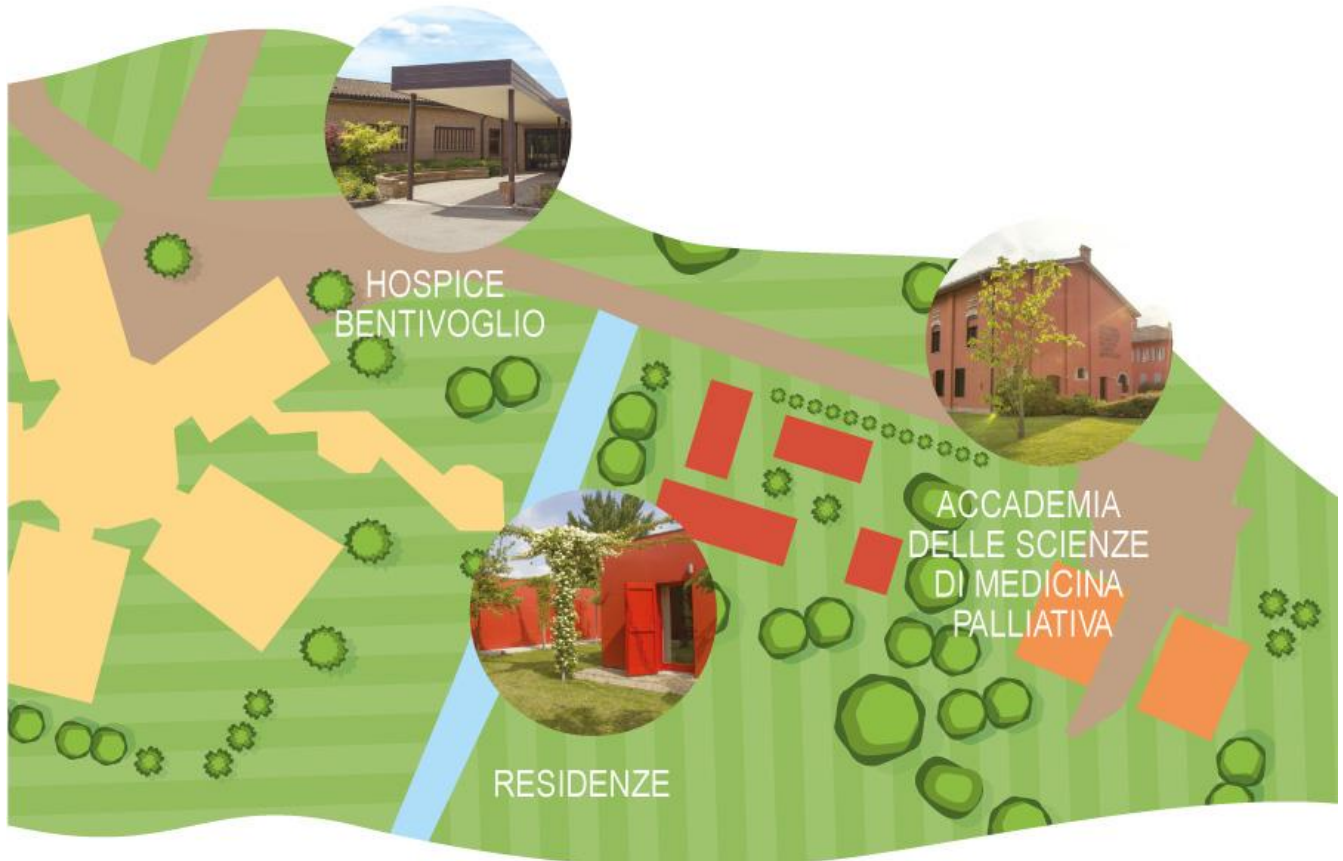 HOSPICE
BENTIVOGLIO
ACCADEMIA
DELLE SCIENZE
DI MEDICINA
PALLIATIVA
RESIDENZE